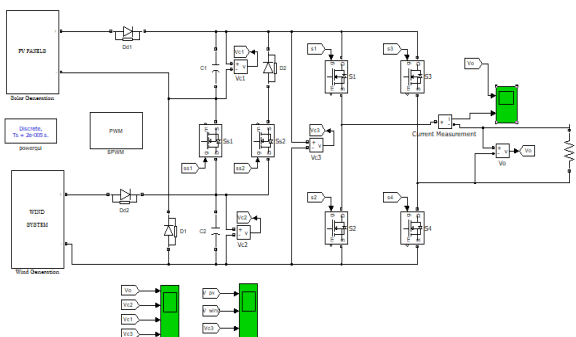 PV PANELS
Solar Generation
Dd1
C1
Vc1
Vc1
D2
s1
S1
s3
S3
Vo
Discrete,
Ts = 2e-005 s.
powergui
PWM
SPWM
Ss1
Ss2
ss1
ss2
Vc3
Vc3
Current Measurement
Vo
Vo
WIND
SYSTEM
Wind Generation
Dd2
D1
C2
Vc2
Vc2
s2
S2
s4
S4
Vo
Vc2
Vc1
Vc3
V pv
V wind
Vc3